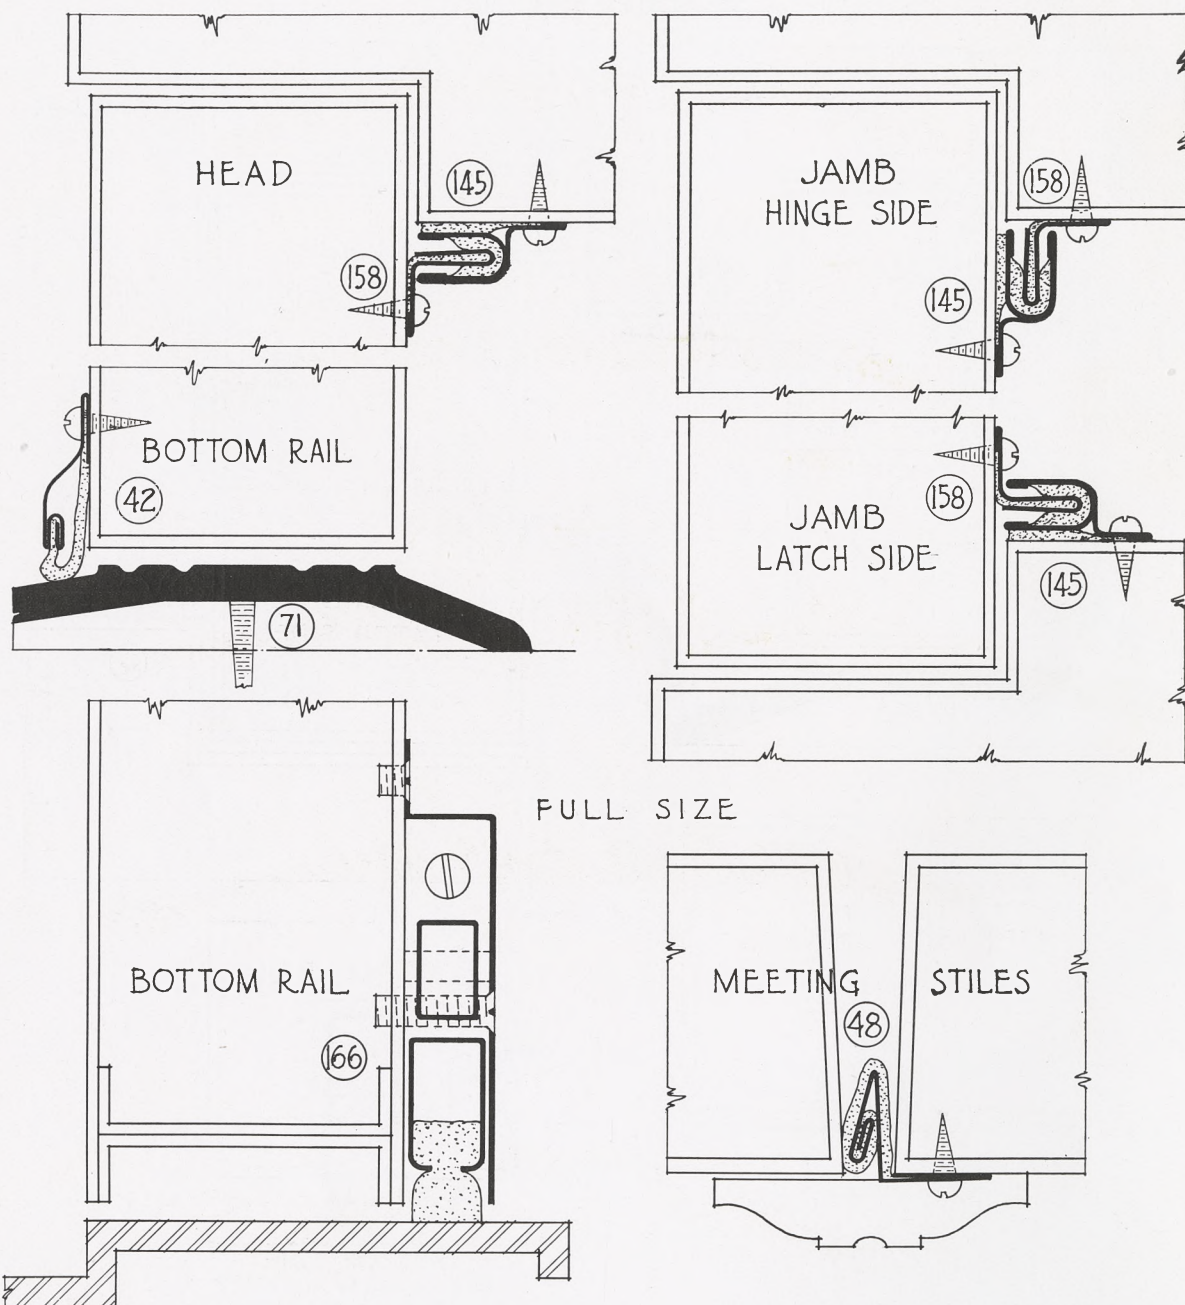 HEAD
145
158
JAMB
HINGE SIDE
158
145
BOTTOM RAIL
42
71
158
JAMB
LATCH SIDE
145
FULL SIZE
BOTTOM RAIL
166
MEETING STILES
48